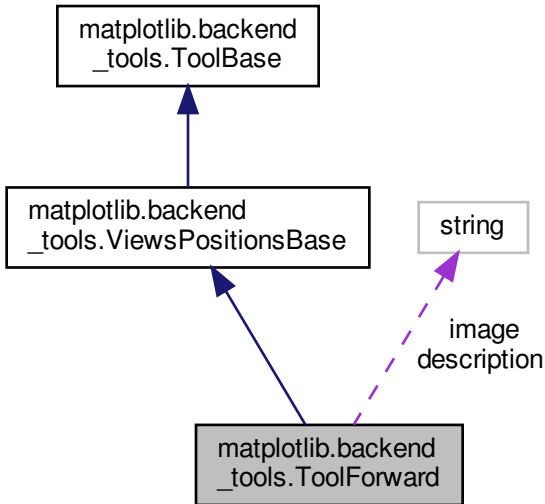 matplotlib.backend
_tools.ToolBase
matplotlib.backend
_tools.ViewsPositionsBase
string
image
description
matplotlib.backend
_tools.ToolForward